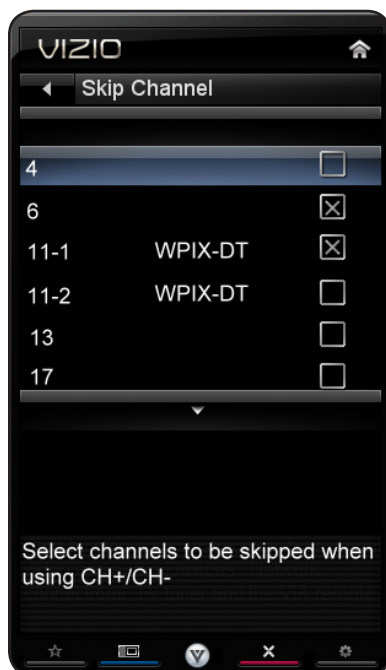 VIZIO
Skip Channel
4
6
11-1 WPIX-DT
11-2 WPIX-DT
13
17
Select channels to be skipped when
using CH+/CH-
V